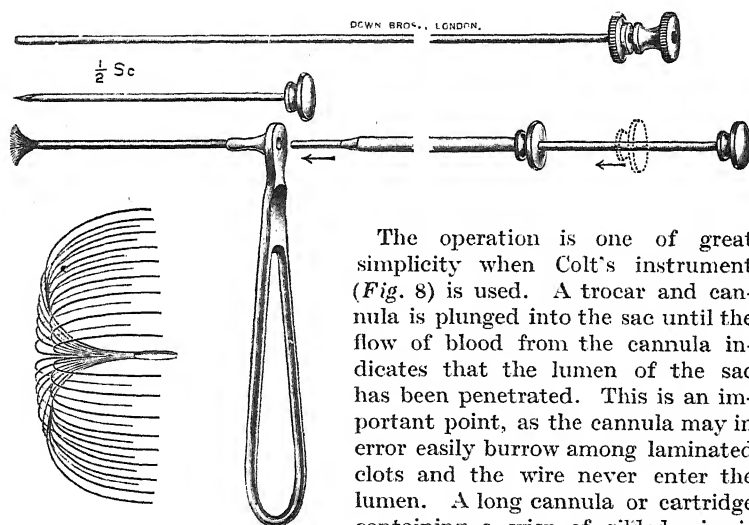 DOWN BROS., LONDON.
½ Sc
The operation is one of great
simplicity when Colt's instrument
(Fig. 8) is used. A trocar and can-
nula is plunged into the sac until the
flow of blood from the cannula in-
dicates that the lumen of the sac
has been penetrated. This is an im-
portant point, as the cannula may in
error easily burrow among laminated
clots and the wire never enter the
lumen. A long cannula or cartridge
containing a wisp of